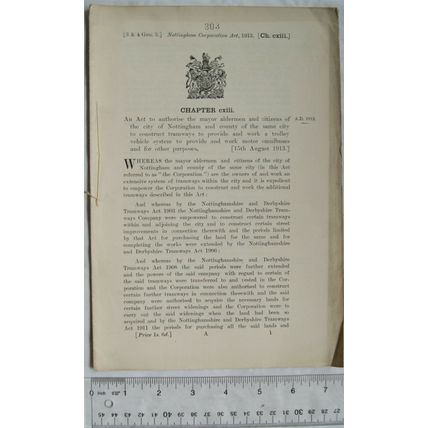 303
[3 & 4 Geo. 5.] Nottingham Corporation Act, 1913. [Ch. cxiii.]
CHAPTER cxiii.
An Act to authorise the mayor aldermen and citizens of A.D. 1913.
the city of Nottingham and county of the same city
to construct tramways to provide and work a trolley
vehicle system to provide and work motor omnibuses
and for other purposes. [15th August 1913.]
WHEREAS the mayor aldermen and citizens of the city of
Nottingham and county of the same city (in this Act
referred to as "the Corporation") are the owners of and work an
extensive system of tramways within the city and it is expedient
to empower the Corporation to construct and work the additional
tramways described in this Act:
And whereas by the Nottinghamshire and Derbyshire
Tramways Act 1903 the Nottinghamshire and Derbyshire Tram-
ways Company were empowered to construct certain tramways
within and adjoining the city and to construct certain street
improvements in connection therewith and the periods limited
by that Act for purchasing the land for the same and for
completing the works were extended by the Nottinghamshire
and Derbyshire Tramways Act 1906:
And whereas by the Nottinghamshire and Derbyshire
Tramways Act 1908 the said periods were further extended
and the powers of the said company with regard to certain of
the said tramways were transferred to and vested in the Cor-
poration and the Corporation were also authorised to construct
certain further tramways in connection therewith and the said
company were authorised to acquire the necessary lands for
certain further street widenings and the Corporation were to
carry out the said widenings when the land had been so
acquired and by the Nottinghamshire and Derbyshire Tramways
Act 1911 the periods for purchasing all the said lands and
[Price 1s. 6d.] A 1
0 1 2 3 4 5 6 7